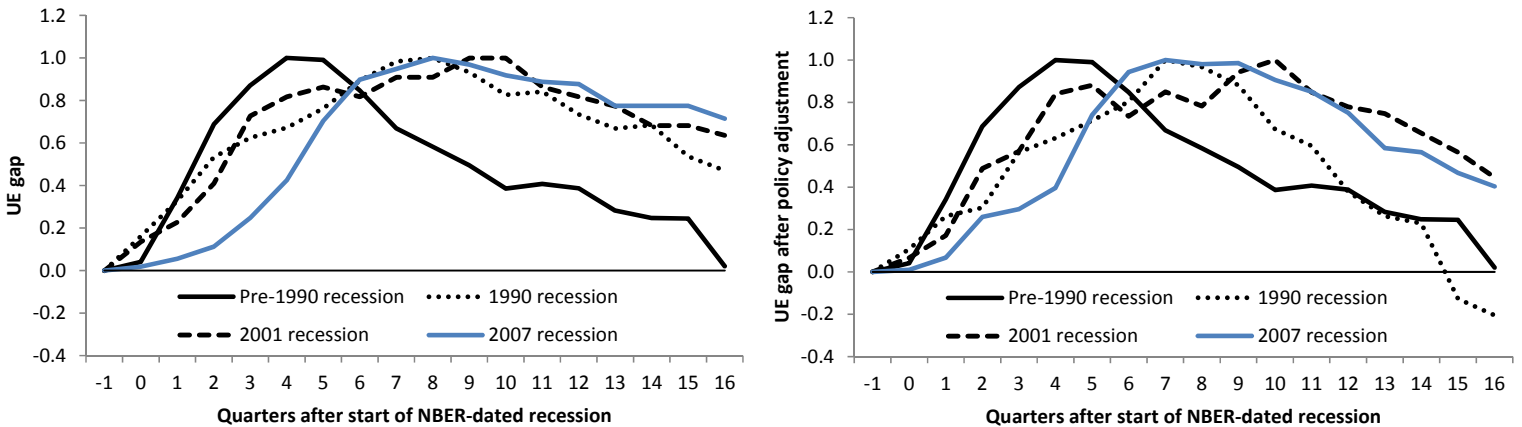 1.2
1.0
0.8
0.6
0.4
0.2
0.0
-0.2
-0.4
UE gap
-1 0 1 2 3 4 5 6 7 8 9 10 11 12 13 14 15 16
Quarters after start of NBER-dated recession
Pre-1990 recession
1990 recession
2001 recession
2007 recession
1.2
1.0
0.8
0.6
0.4
0.2
0.0
-0.2
-0.4
UE gap after policy adjustment
-1 0 1 2 3 4 5 6 7 8 9 10 11 12 13 14 15 16
Quarters after start of NBER-dated recession
Pre-1990 recession
1990 recession
2001 recession
2007 recession